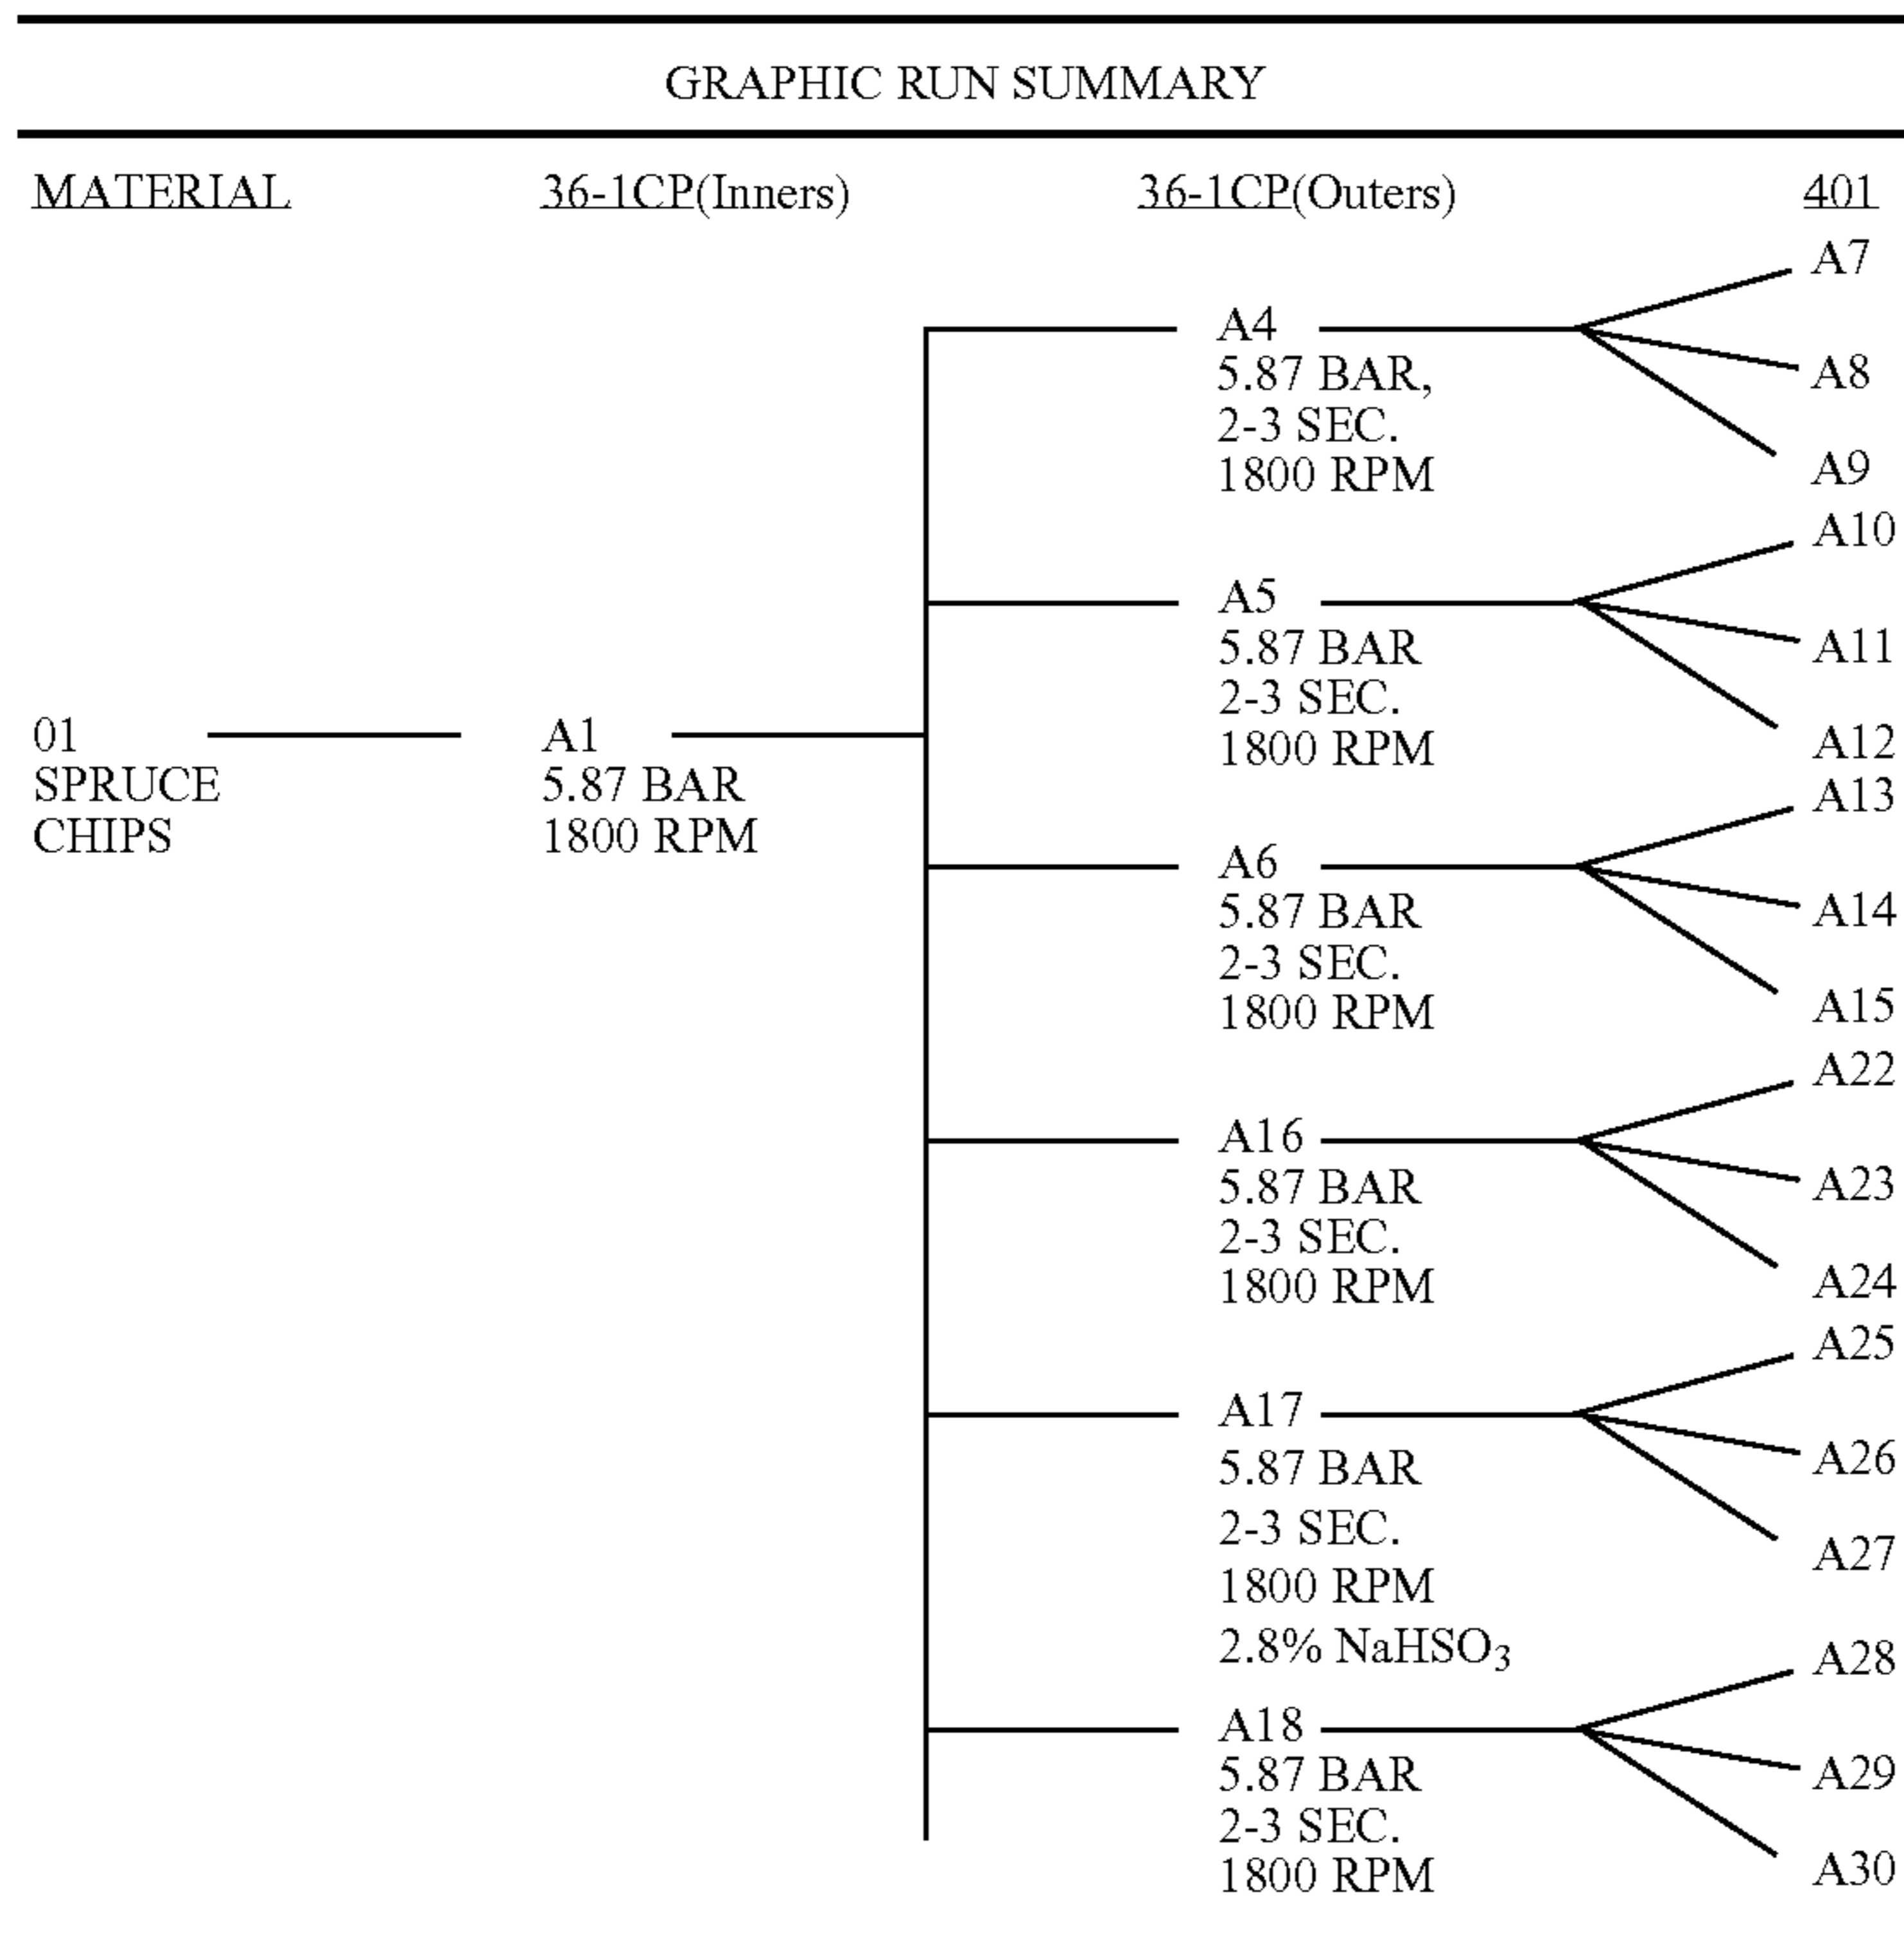 GRAPHIC RUN SUMMARY
MATERIAL 36-1CP(Inners) 36-1CP(Outers) 401
01
SPRUCE
CHIPS
A1
5.87 BAR
1800 RPM
A4
5.87 BAR,
2-3 SEC.
1800 RPM
A7
A8
A9
A5
5.87 BAR
2-3 SEC.
1800 RPM
A10
A11
A12
A6
5.87 BAR
2-3 SEC.
1800 RPM
A13
A14
A15
A16
5.87 BAR
2-3 SEC.
1800 RPM
A22
A23
A24
A17
5.87 BAR
2-3 SEC.
1800 RPM
2.8% NaHSO₃
A25
A26
A27
A18
5.87 BAR
2-3 SEC.
1800 RPM
A28
A29
A30